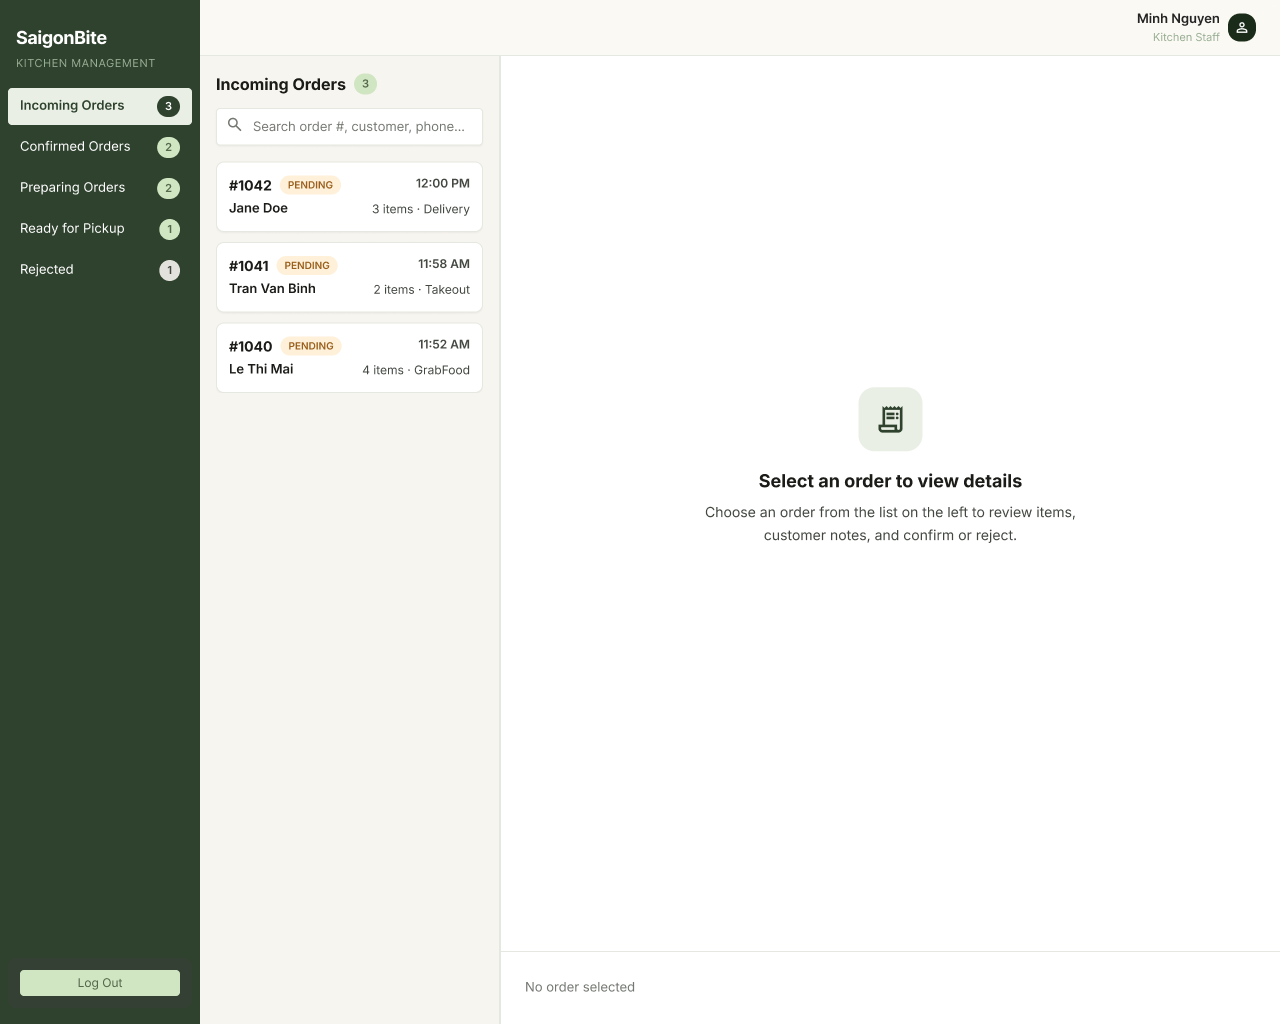 SaigonBite
KITCHEN MANAGEMENT
Incoming Orders 3
Confirmed Orders 2
Preparing Orders 2
Ready for Pickup 1
Rejected 1
Log Out
Minh Nguyen
Kitchen Staff
Incoming Orders 3
Search order #, customer, phone...
#1042 PENDING 12:00 PM
Jane Doe 3 items · Delivery
#1041 PENDING 11:58 AM
Tran Van Binh 2 items · Takeout
#1040 PENDING 11:52 AM
Le Thi Mai 4 items · GrabFood
Select an order to view details
Choose an order from the list on the left to review items,
customer notes, and confirm or reject.
No order selected